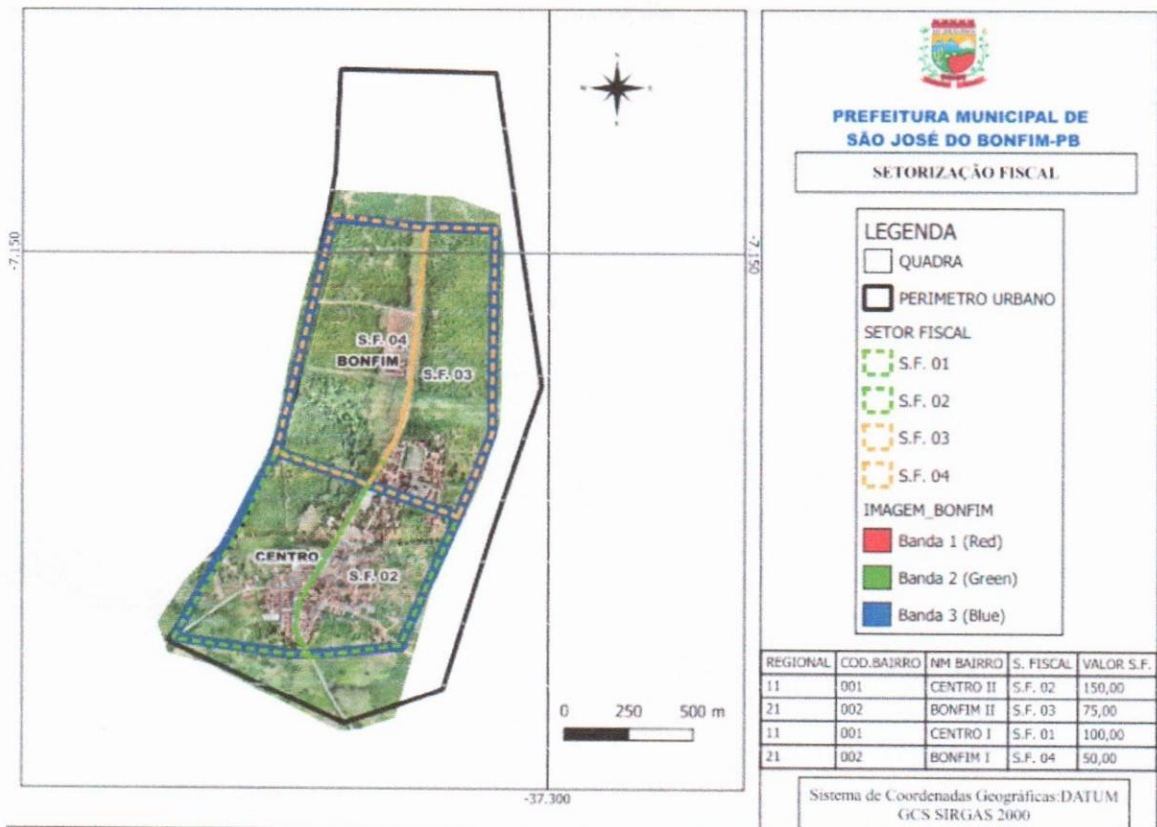 PREFEITURA MUNICIPAL DE
SÃO JOSÉ DO BONFIM-PB
SETORIZAÇÃO FISCAL
-7.150
-7.150
S.F. 04
BONFIM
S.F. 03
CENTRO
S.F. 02
0 250 500 m
-37.300
LEGENDA
QUADRA
PERIMETRO URBANO
SETOR FISCAL
S.F. 01
S.F. 02
S.F. 03
S.F. 04
IMAGEM_BONFIM
Banda 1 (Red)
Banda 2 (Green)
Banda 3 (Blue)
REGIONAL COD.BAIRRO NM BAIRRO S. FISCAL VALOR S.F.
11 001 CENTRO II S.F. 02 150,00
21 002 BONFIM II S.F. 03 75,00
11 001 CENTRO I S.F. 01 100,00
21 002 BONFIM I S.F. 04 50,00
Sistema de Coordenadas Geográficas:DATUM
GCS SIRGAS 2000